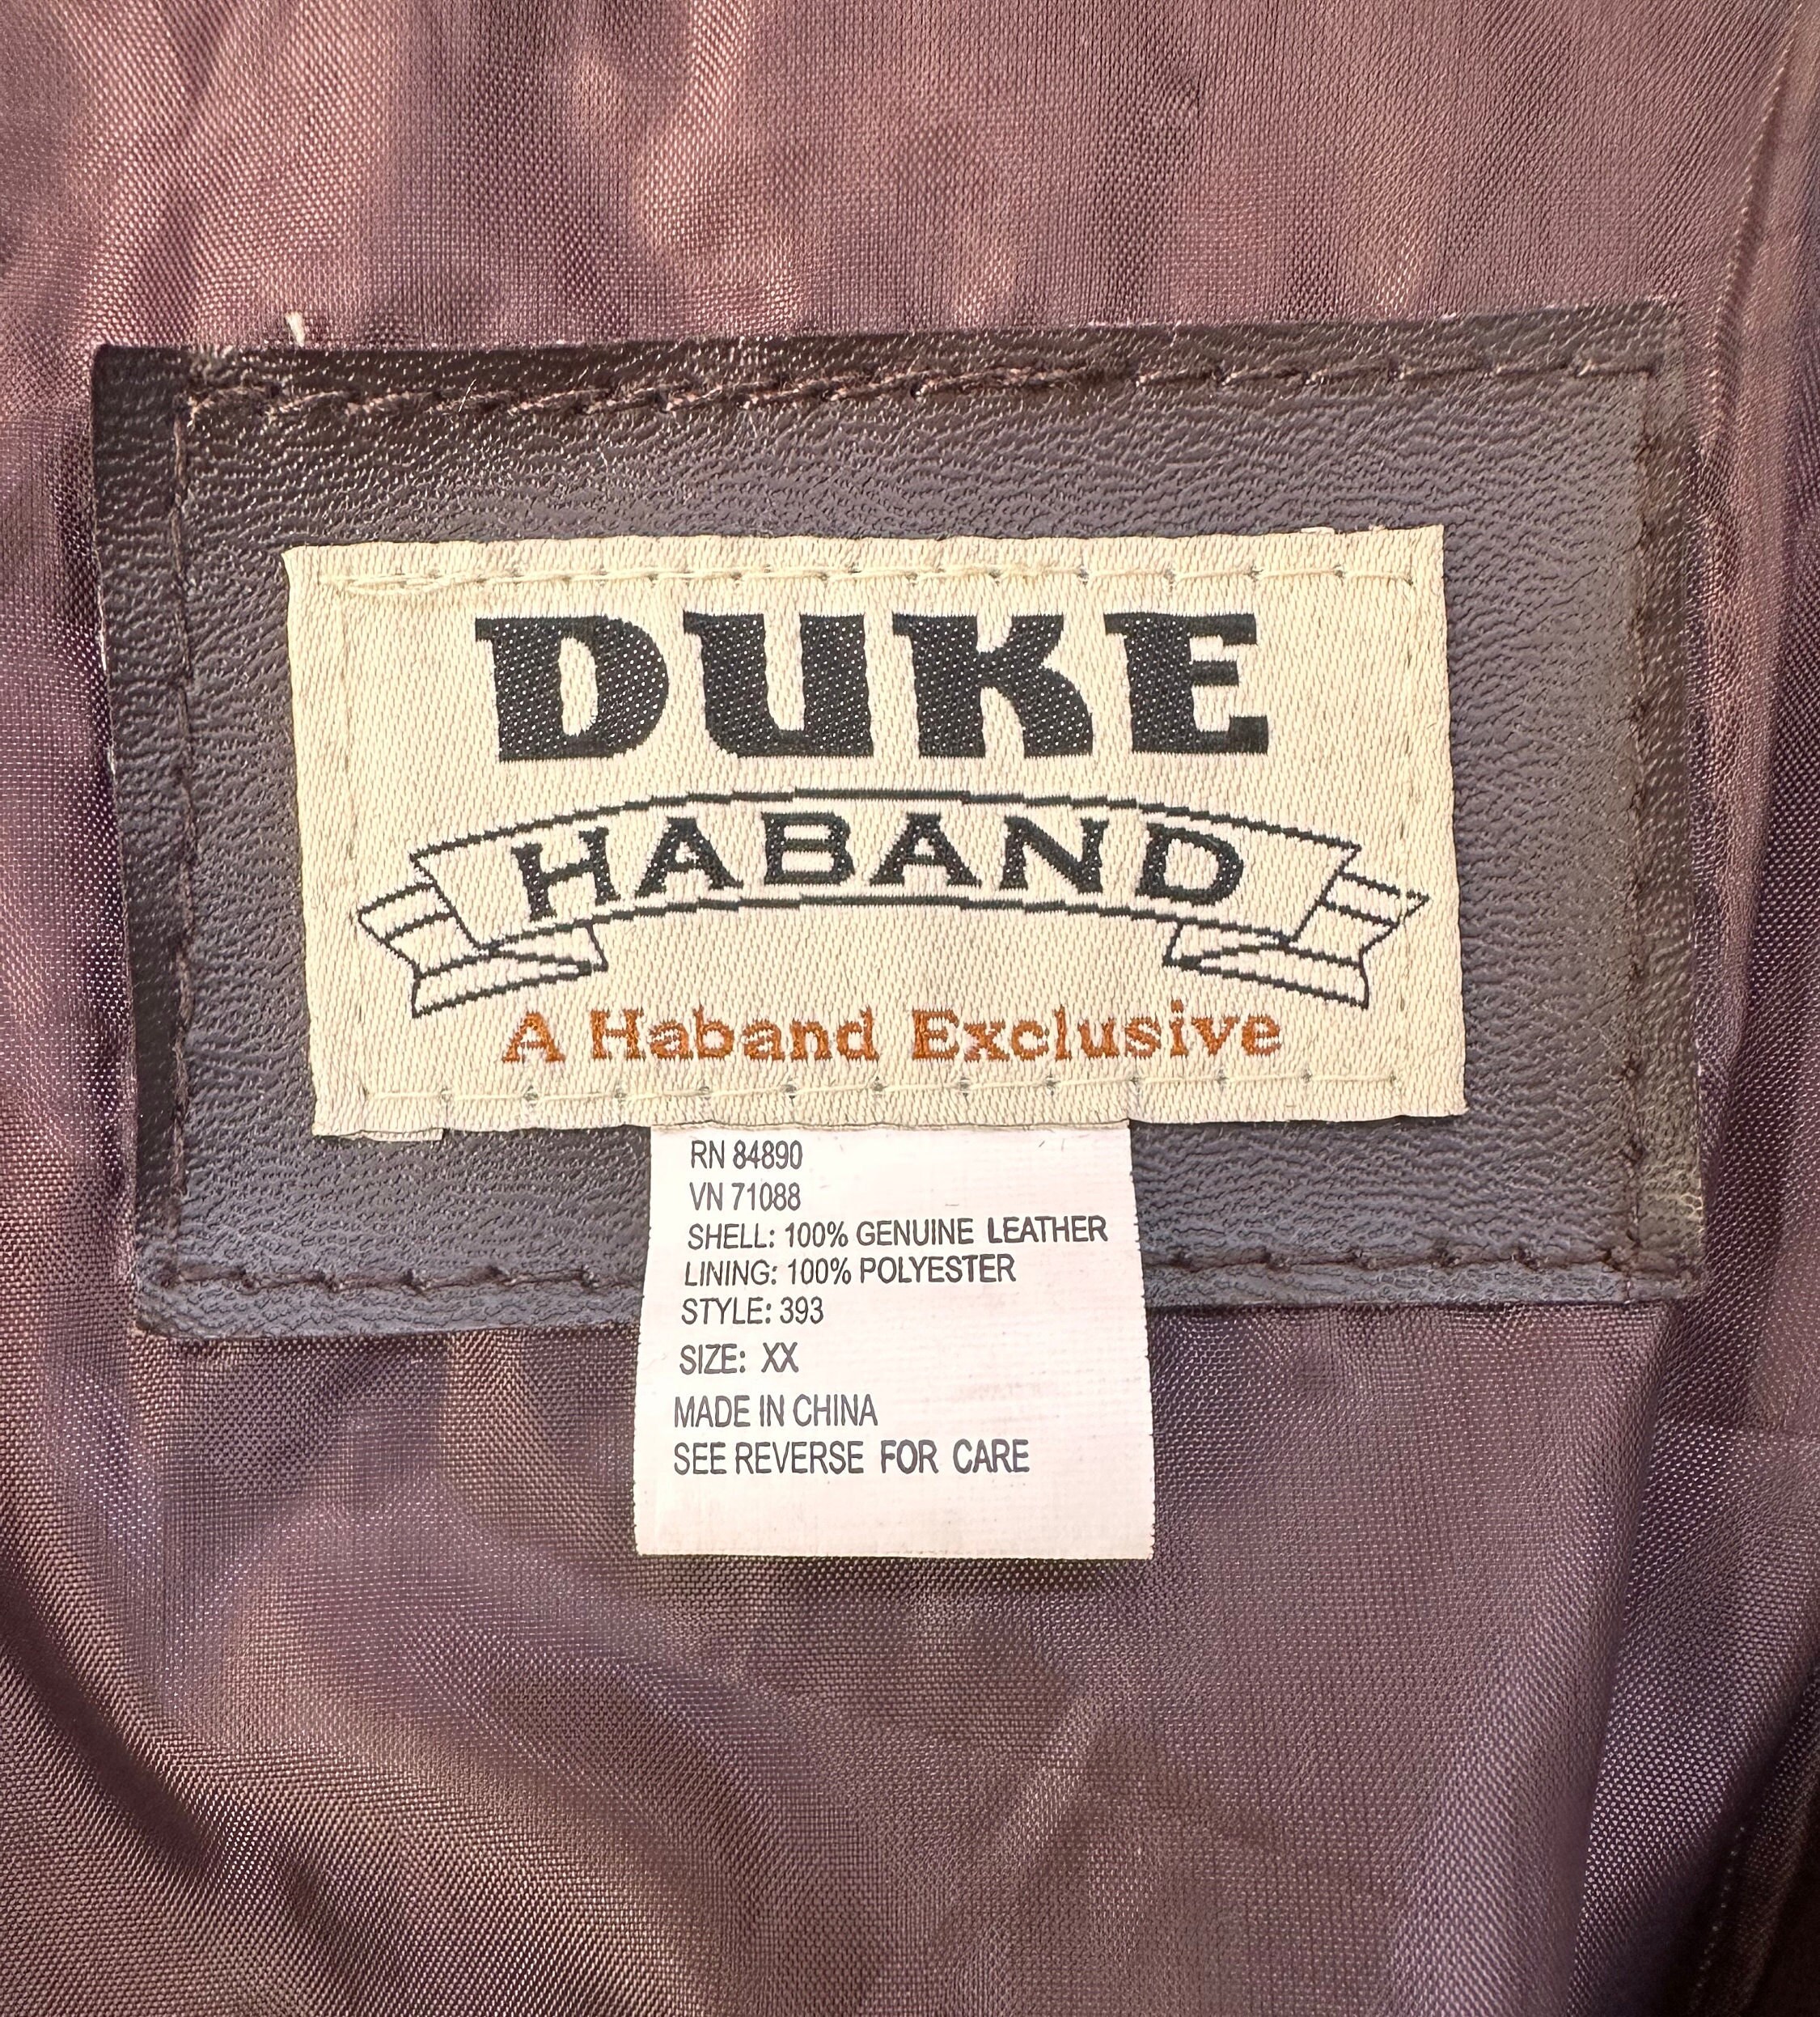 DUKE
HABAND
A Haband Exclusive
RN 84890
VN 71088
SHELL: 100% GENUINE LEATHER
LINING: 100% POLYESTER
STYLE: 393
SIZE: XX
MADE IN CHINA
SEE REVERSE FOR CARE